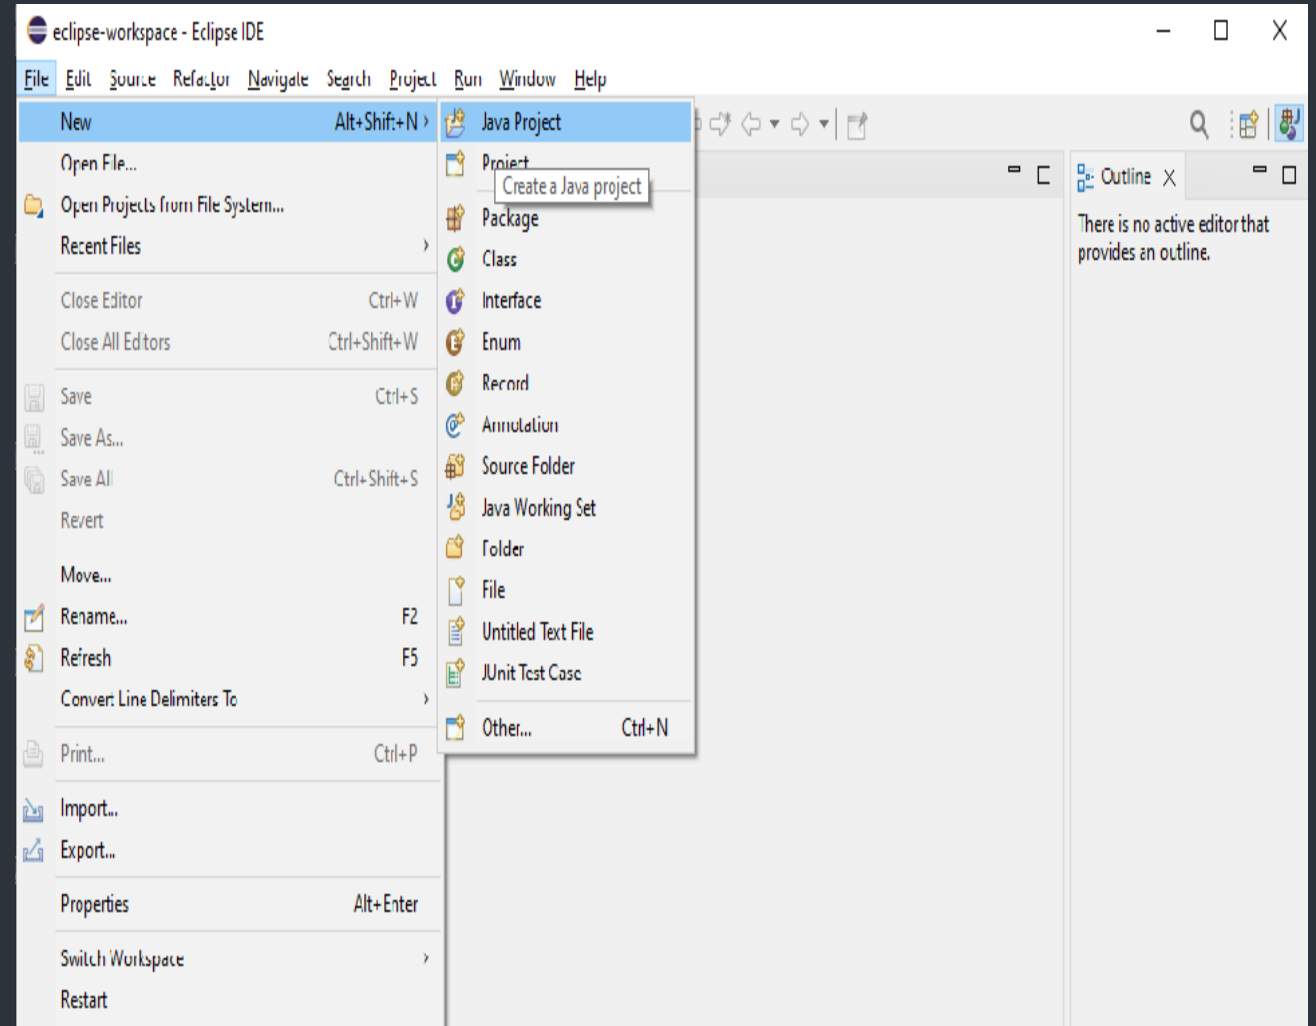 eclipse-workspace - Eclipse IDE
File Edit Source Refactor Navigate Search Project Run Window Help
New Alt+Shift+N ›
Open File...
Open Projects from File System...
Recent Files ›
Close Editor Ctrl+W
Close All Editors Ctrl+Shift+W
Save Ctrl+S
Save As...
Save All Ctrl+Shift+S
Revert
Move...
Rename... F2
Refresh F5
Convert Line Delimiters To ›
Print... Ctrl+P
Import...
Export...
Properties Alt+Enter
Switch Workspace ›
Restart
Java Project
Project...
Create a Java project
Package
Class
Interface
Enum
Record
Annotation
Source Folder
Java Working Set
Folder
File
Untitled Text File
JUnit Test Case
Other... Ctrl+N
Outline
There is no active editor that
provides an outline.